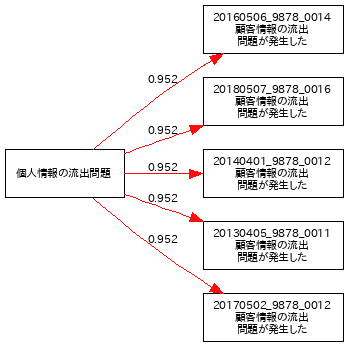 20160506_9878_0014
顧客情報の流出
問題が発生した
0.952
20180507_9878_0016
顧客情報の流出
問題が発生した
0.952
個人情報の流出問題
0.952
20140401_9878_0012
顧客情報の流出
問題が発生した
0.952
20130405_9878_0011
顧客情報の流出
問題が発生した
0.952
20170502_9878_0012
顧客情報の流出
問題が発生した